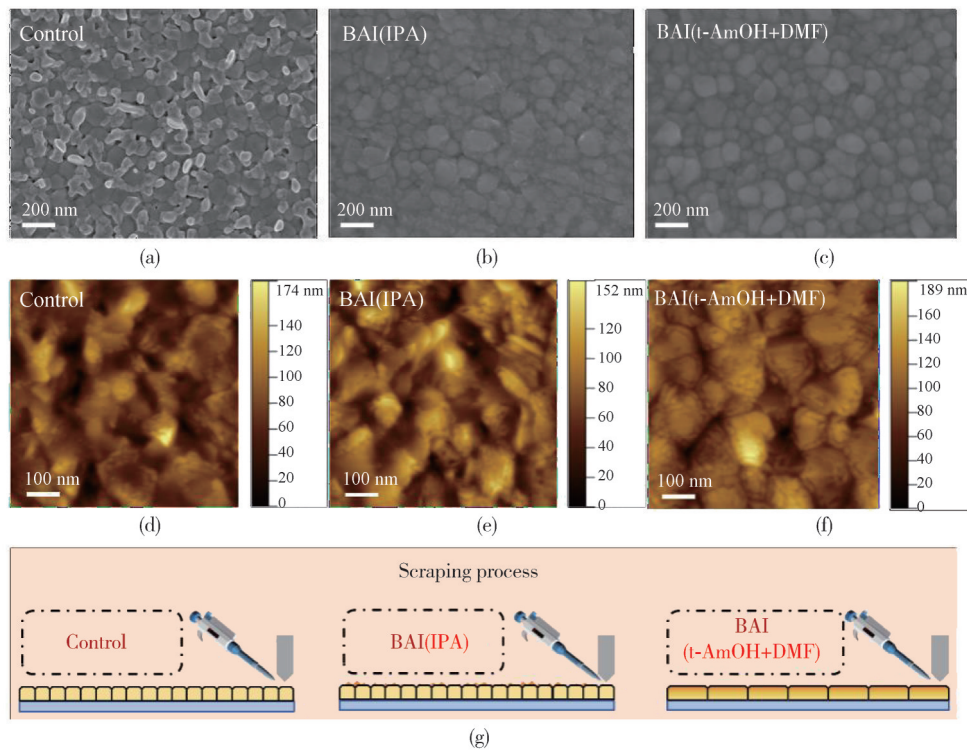 Control
BAI(IPA)
BAI(t-AmOH+DMF)
200 nm
200 nm
200 nm
(a)
(b)
(c)
Control
174 nm
140
120
100
80
60
40
20
0
BAI(IPA)
152 nm
120
100
80
60
40
20
0
BAI(t-AmOH+DMF)
189 nm
160
140
120
100
80
60
40
20
0
100 nm
100 nm
100 nm
(d)
(e)
(f)
Scraping process
Control
BAI(IPA)
BAI
(t-AmOH+DMF)
(g)